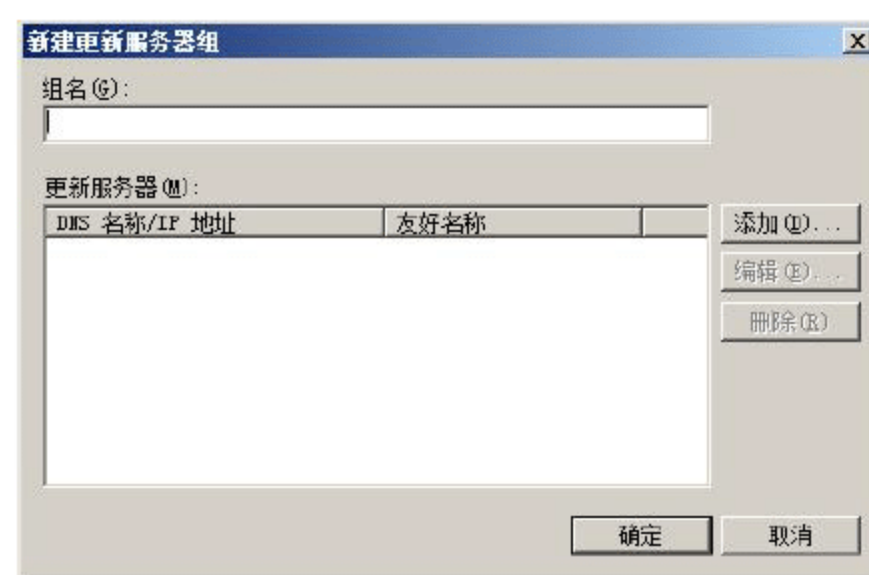 新建更新服务器组
组名(G):
更新服务器(M):
DNS 名称/IP 地址 友好名称
添加(D)...
编辑(E)...
删除(R)
确定 取消